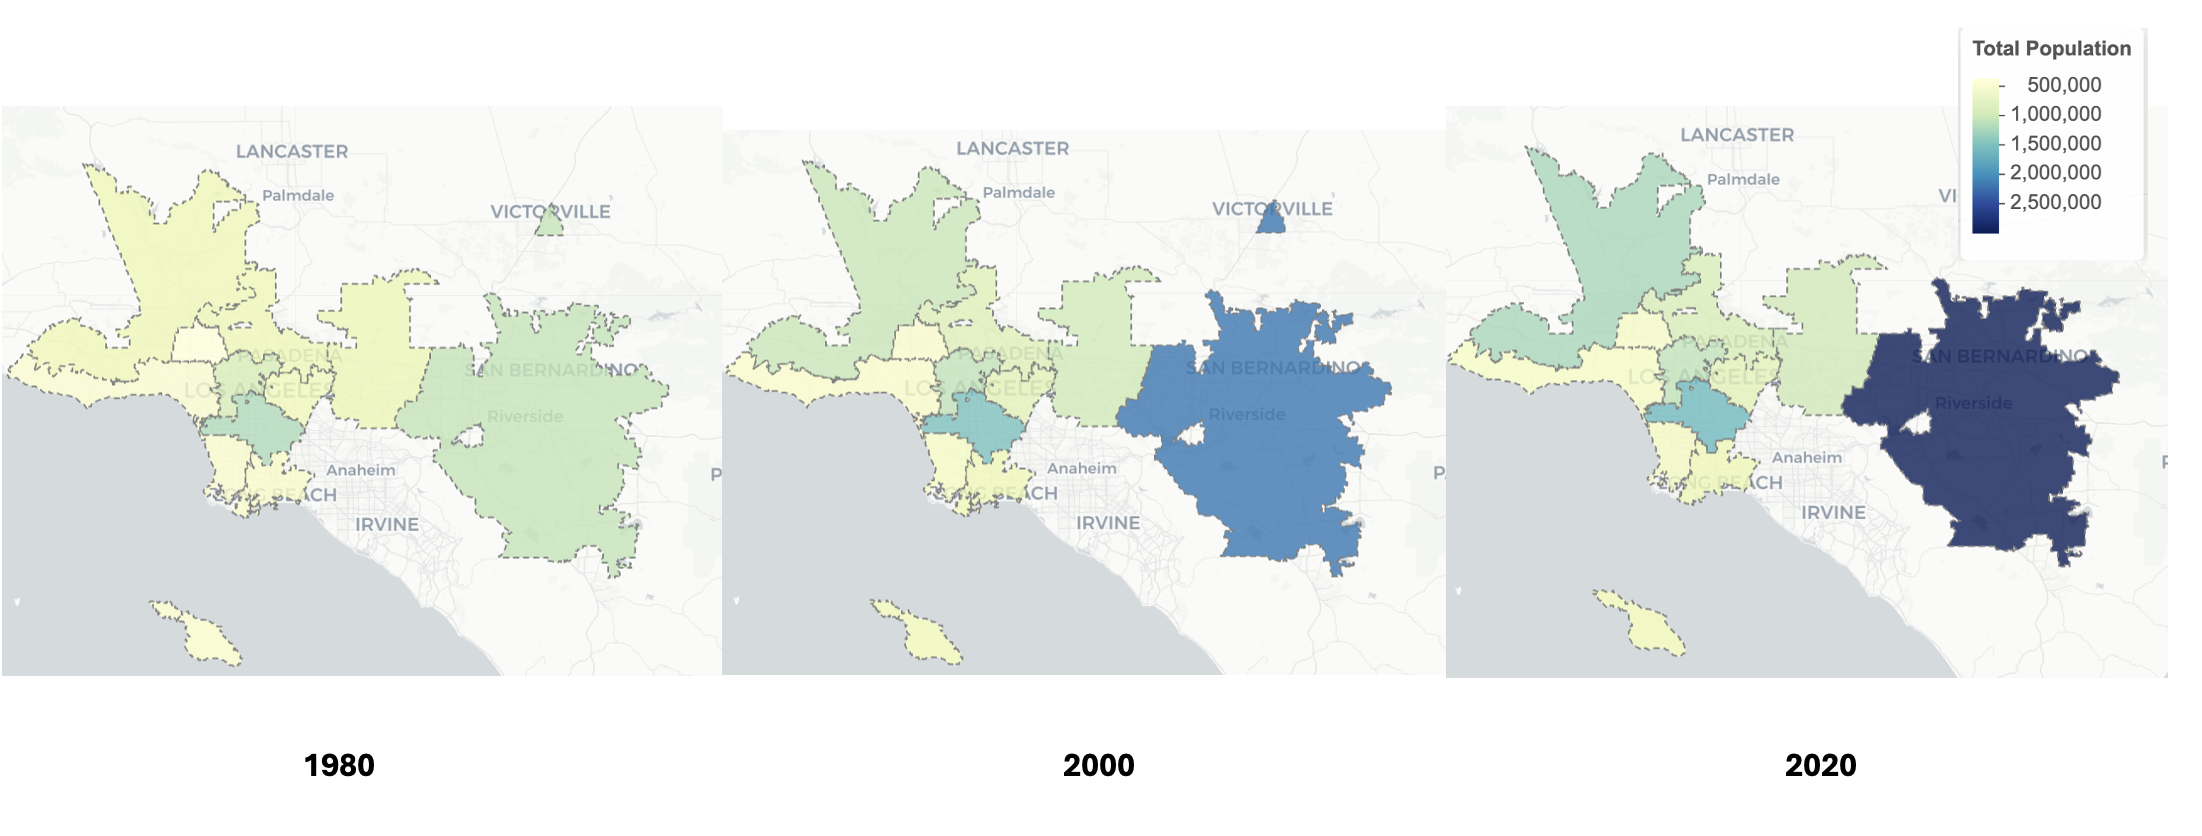 Total Population
500,000
1,000,000
1,500,000
2,000,000
2,500,000
LANCASTER
Palmdale
VICTORVILLE
PASADENA
LOS ANGELES
SAN BERNARDINO
Riverside
Anaheim
BEACH
IRVINE
P
LANCASTER
Palmdale
VICTORVILLE
PASADENA
LOS ANGELES
SAN BERNARDINO
Riverside
Anaheim
BEACH
IRVINE
P
LANCASTER
Palmdale
VI
PASADENA
LOS ANGELES
SAN BERNARDINO
Riverside
Anaheim
LONG BEACH
IRVINE
1980
2000
2020